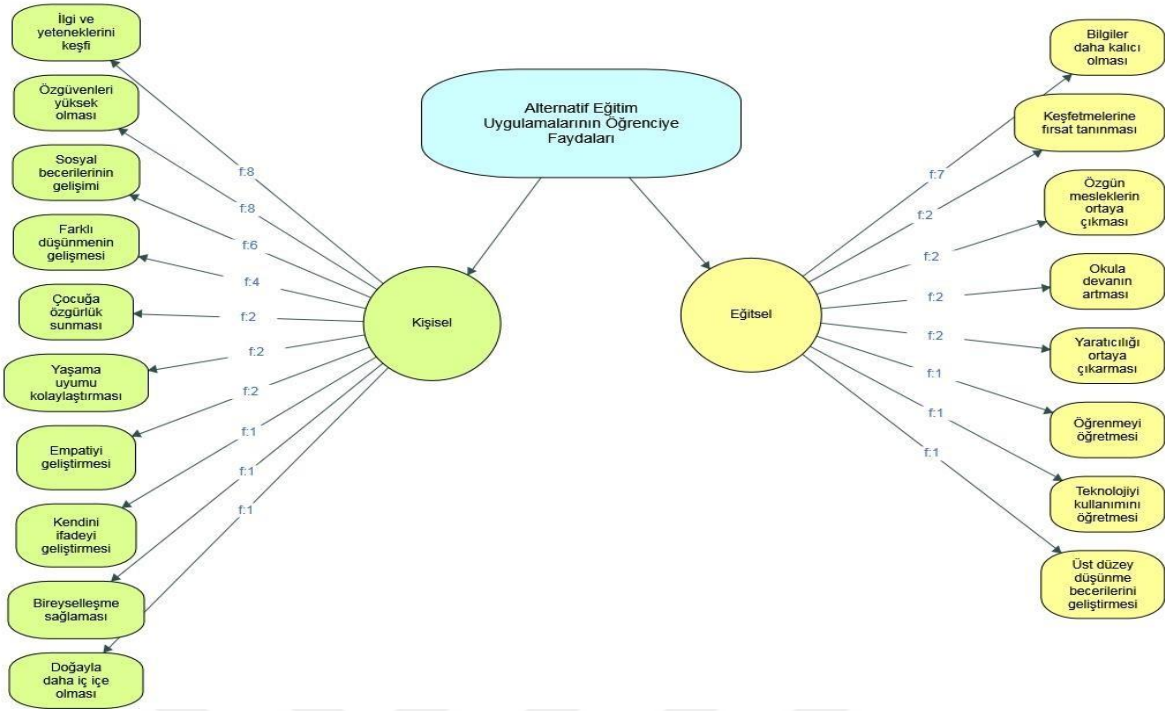 Alternatif Eğitim
Uygulamalarının Öğrenciye
Faydaları
Kişisel
İlgi ve
yeteneklerini
keşfi
f:8
Özgüvenleri
yüksek
olması
f:8
Sosyal
becerilerinin
gelişimi
f:6
Farklı
düşünmenin
gelişmesi
f:4
Çocuğa
özgürlük
sunması
f:2
Yaşama
uyumu
kolaylaştırması
f:2
Empatiyi
geliştirmesi
f:2
Kendini
ifadeyi
geliştirmesi
f:1
Bireyselleşme
sağlaması
f:1
Doğayla
daha iç içe
olması
f:1
Eğitsel
Bilgiler
daha kalıcı
olması
f:7
Keşfetmelerine
fırsat tanınması
f:2
Özgün
mesleklerin
ortaya
çıkması
f:2
Okula
devanın
artması
f:2
Yaratıcılığı
ortaya
çıkarması
f:2
Öğrenmeyi
öğretmesi
f:1
Teknolojiyi
kullanımını
öğretmesi
f:1
Üst düzey
düşünme
becerilerini
geliştirmesi
f:1